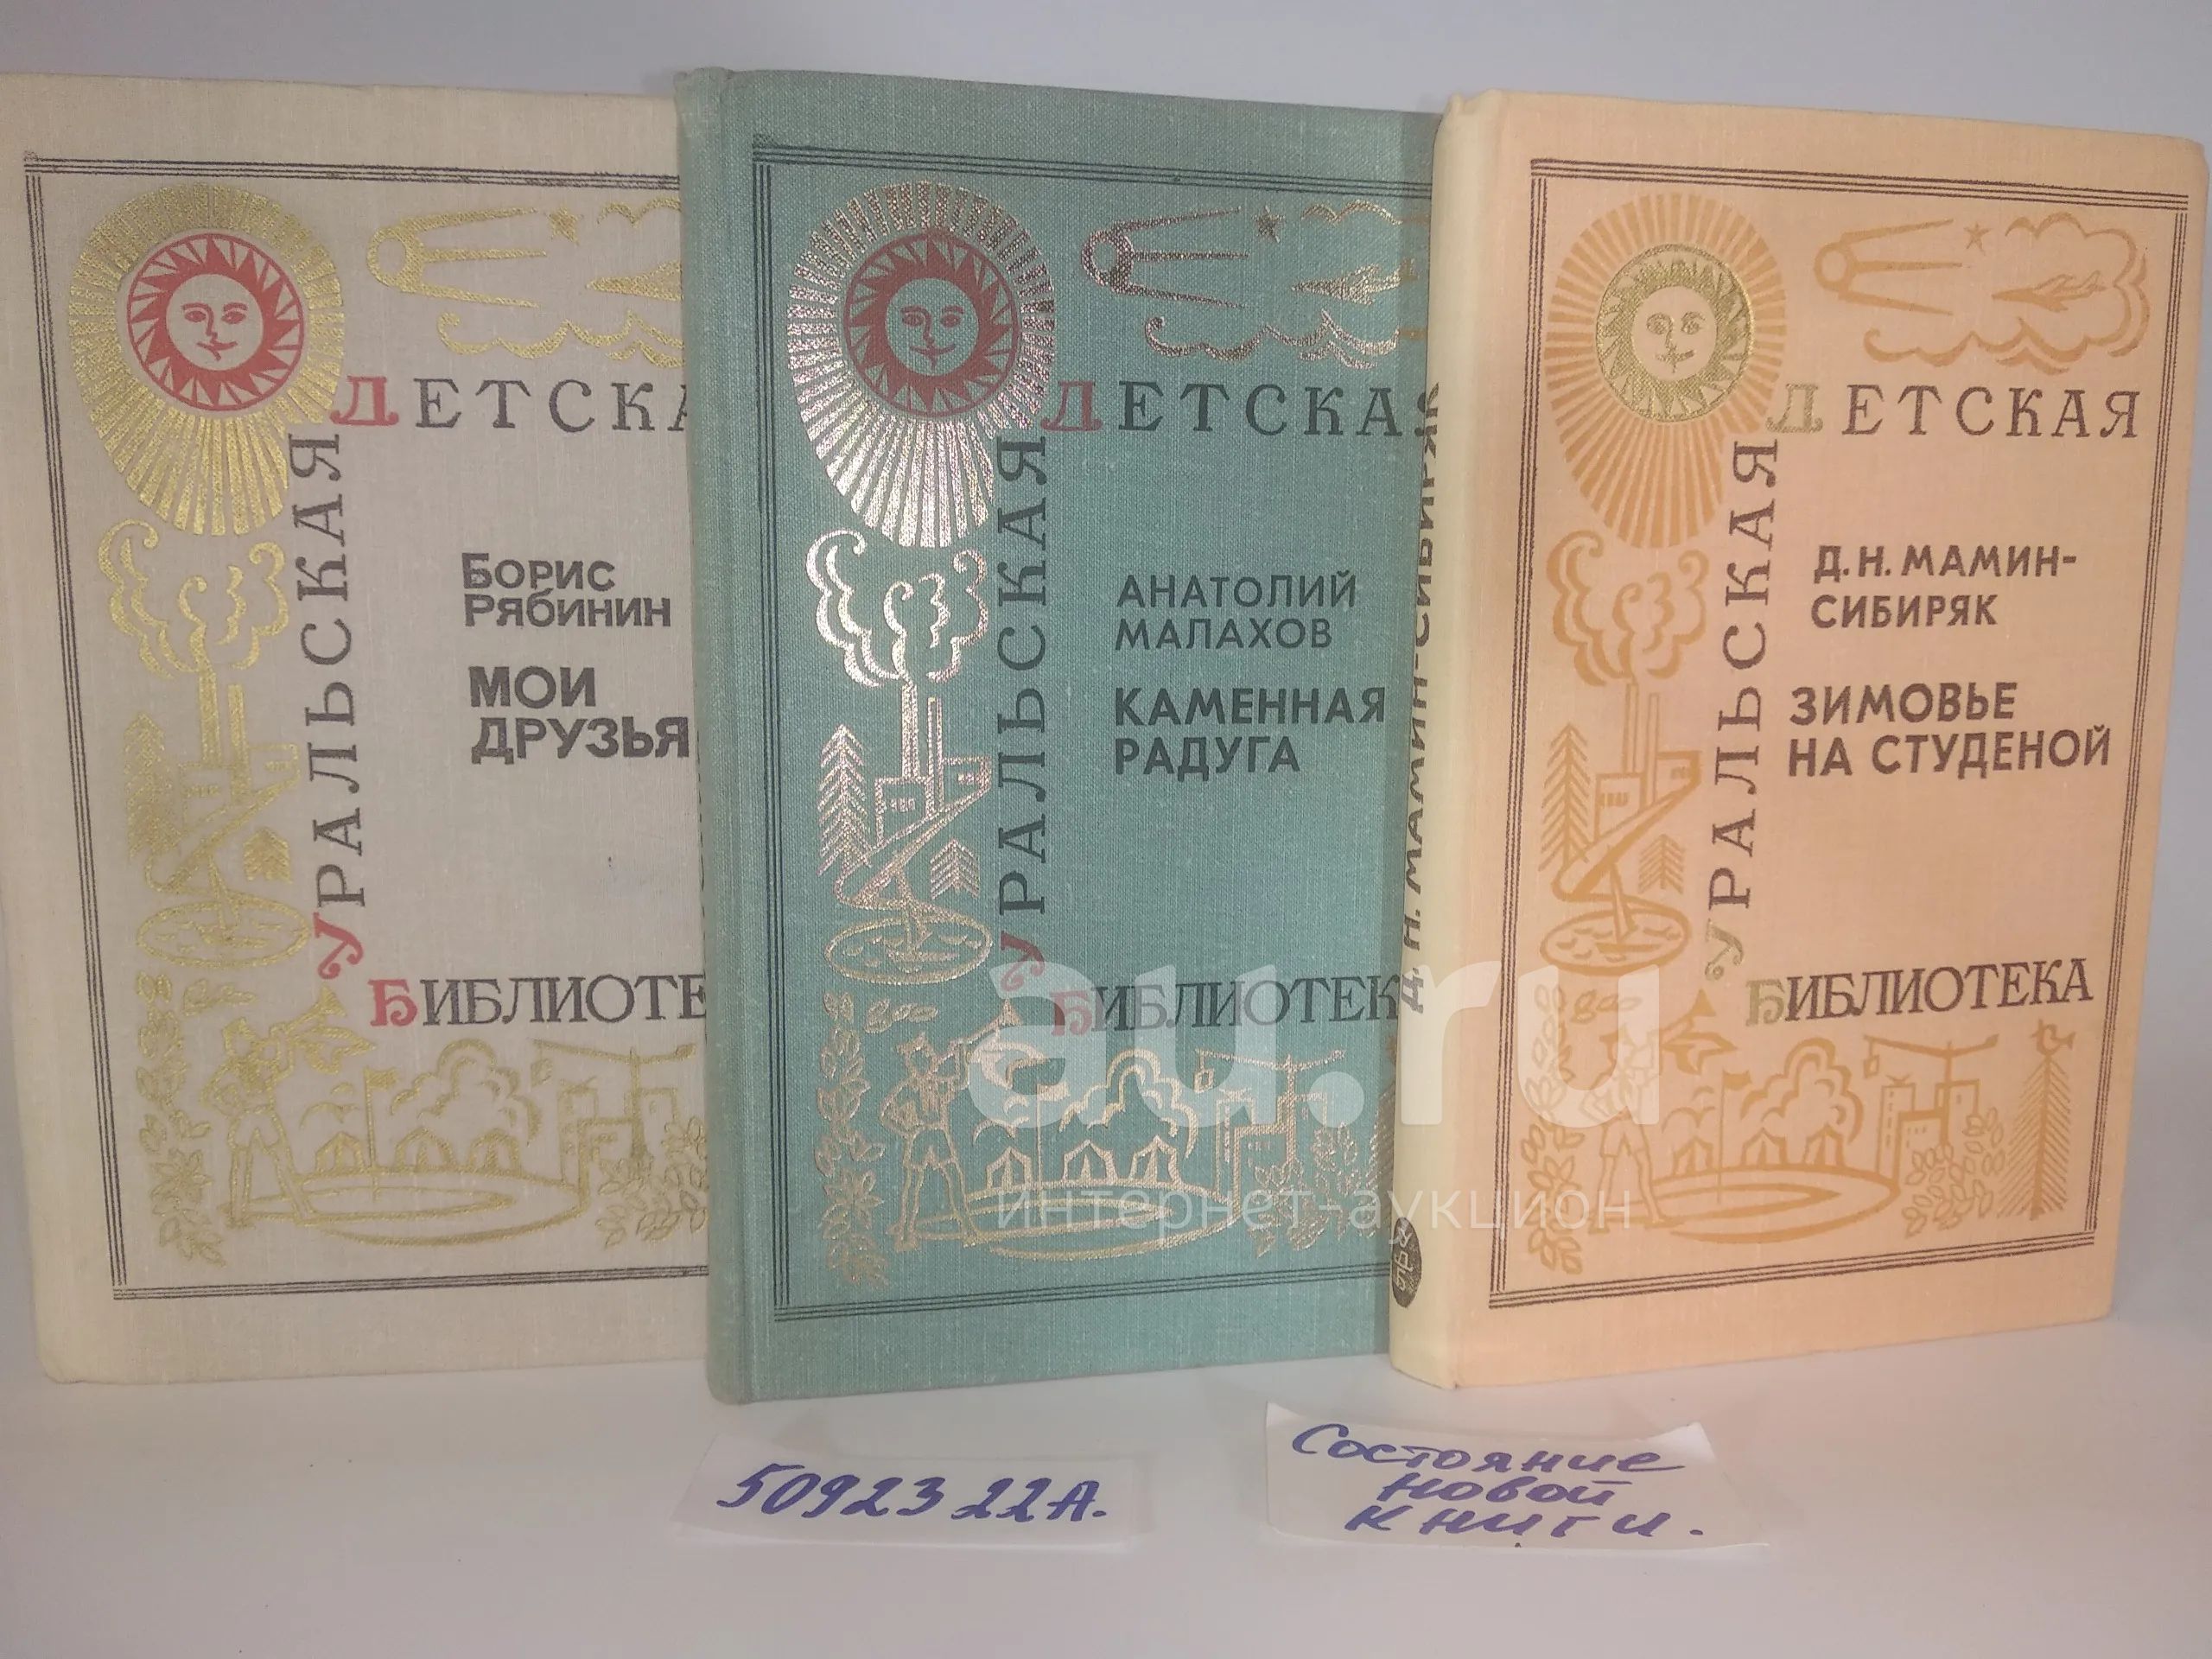 ДЕТСКА
УРАЛЬСКАЯ
БОРИС
РЯБИНИН
МОИ
ДРУЗЬЯ
БИБЛИОТЕ
ДЕТСКАЯ
УРАЛЬСКАЯ
АНАТОЛИЙ
МАЛАХОВ
КАМЕННАЯ
РАДУГА
БИБЛИОТЕК
Д. Н. МАМИН-СИБИРЯК
ДЕТСКАЯ
УРАЛЬСКАЯ
Д. Н. МАМИН-
СИБИРЯК
ЗИМОВЬЕ
НА СТУДЕНОЙ
БИБЛИОТЕКА
au.ru
интернет-аукцион
5092322А.
Состояние
новой
книги.